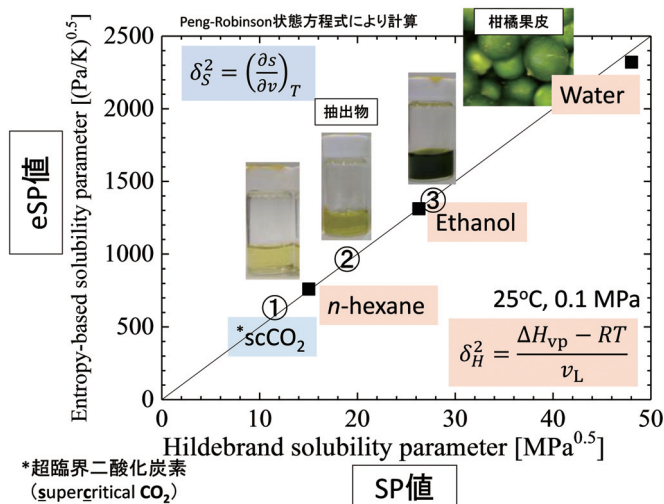 Peng-Robinson状態方程式により計算
柑橘果皮
eSP値
Entropy-based solubility parameter [(Pa/K)^0.5]
2500
2000
1500
1000
500
0
δ_S^2 = (∂s/∂v)_T
抽出物
Water
③
Ethanol
②
①
n-hexane
*scCO₂
25°C, 0.1 MPa
δ_H^2 = (ΔH_vp − RT)/v_L
0 10 20 30 40 50
Hildebrand solubility parameter [MPa^0.5]
SP値
*超臨界二酸化炭素
(supercritical CO₂)